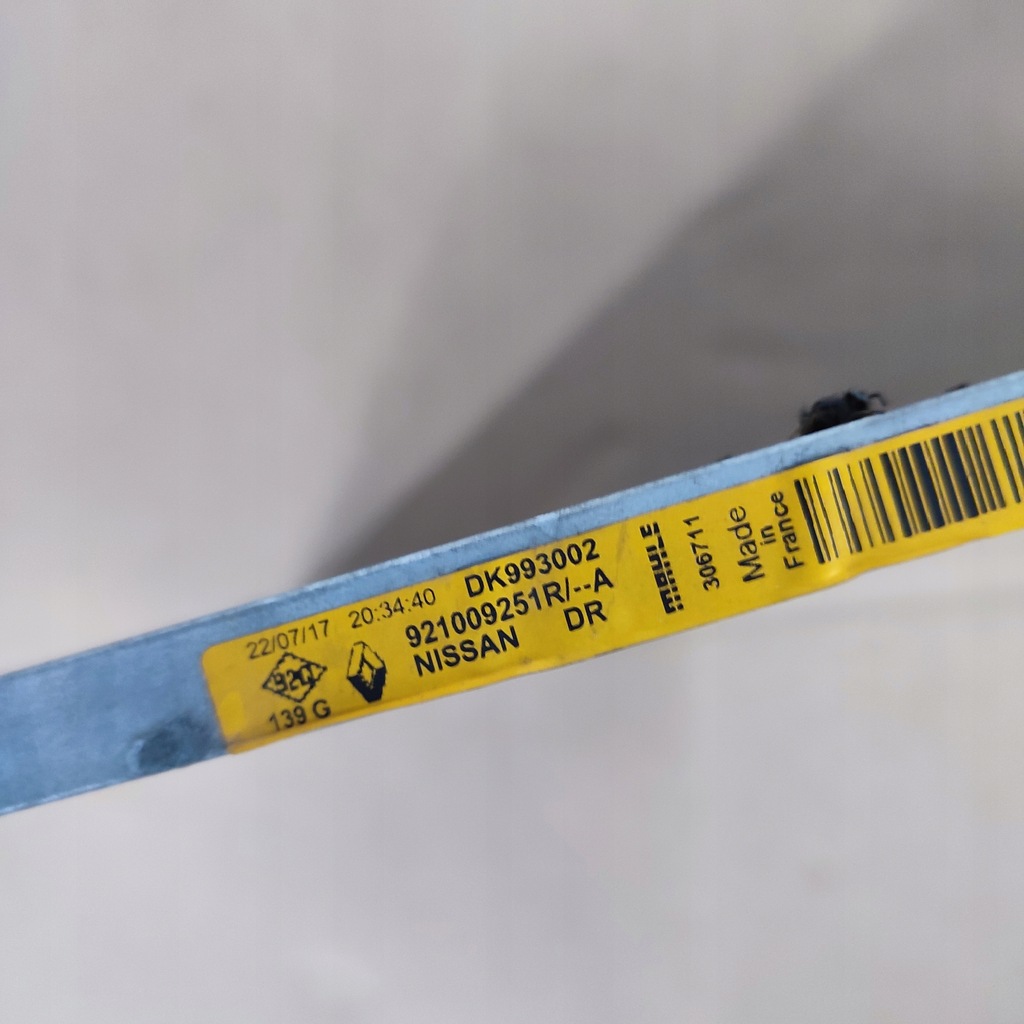 22/07/17 20:34:40 DK993002
921009251R/--A
NISSAN DR
139 G
MAHLE
306711
Made
in
France